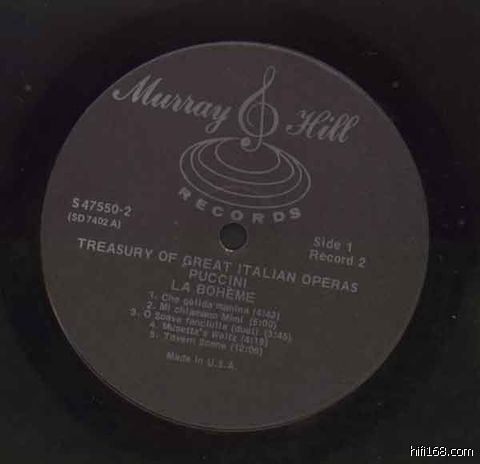 Murray Hill
RECORDS
S 47550-2
(SD 7402 A)
Side 1
Record 2
TREASURY OF GREAT ITALIAN OPERAS
PUCCINI
LA BOHÈME
1. Che gelida manina (4:43)
2. Mi chiamano Mimi (5:00)
3. O Soave fanciulla (duet) (3:45)
4. Musetta's Waltz (4:19)
5. Tavern Scene (12:06)
Made in U.S.A.
hifi168.com